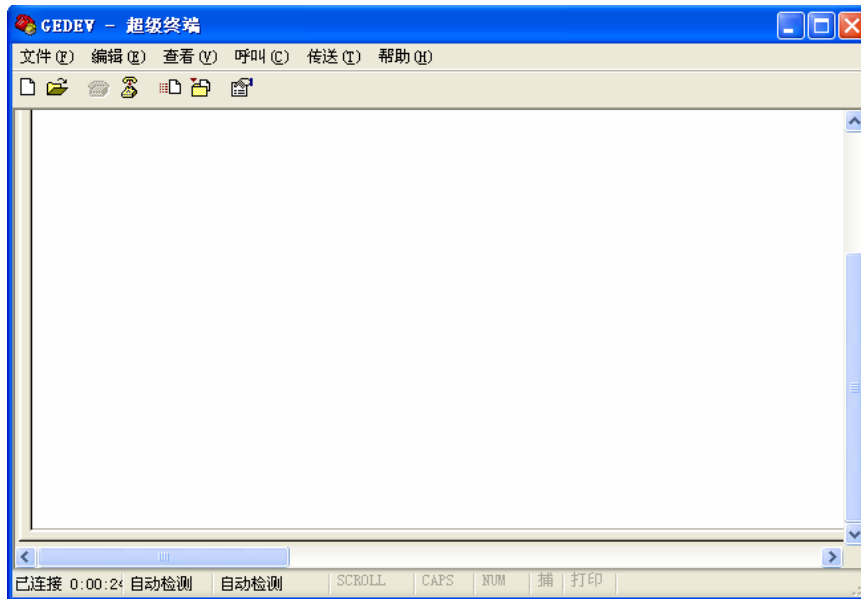 GEDEV - 超级终端
文件(F) 编辑(E) 查看(V) 呼叫(C) 传送(T) 帮助(H)
已连接 0:00:24 自动检测 自动检测 SCROLL CAPS NUM 捕 打印